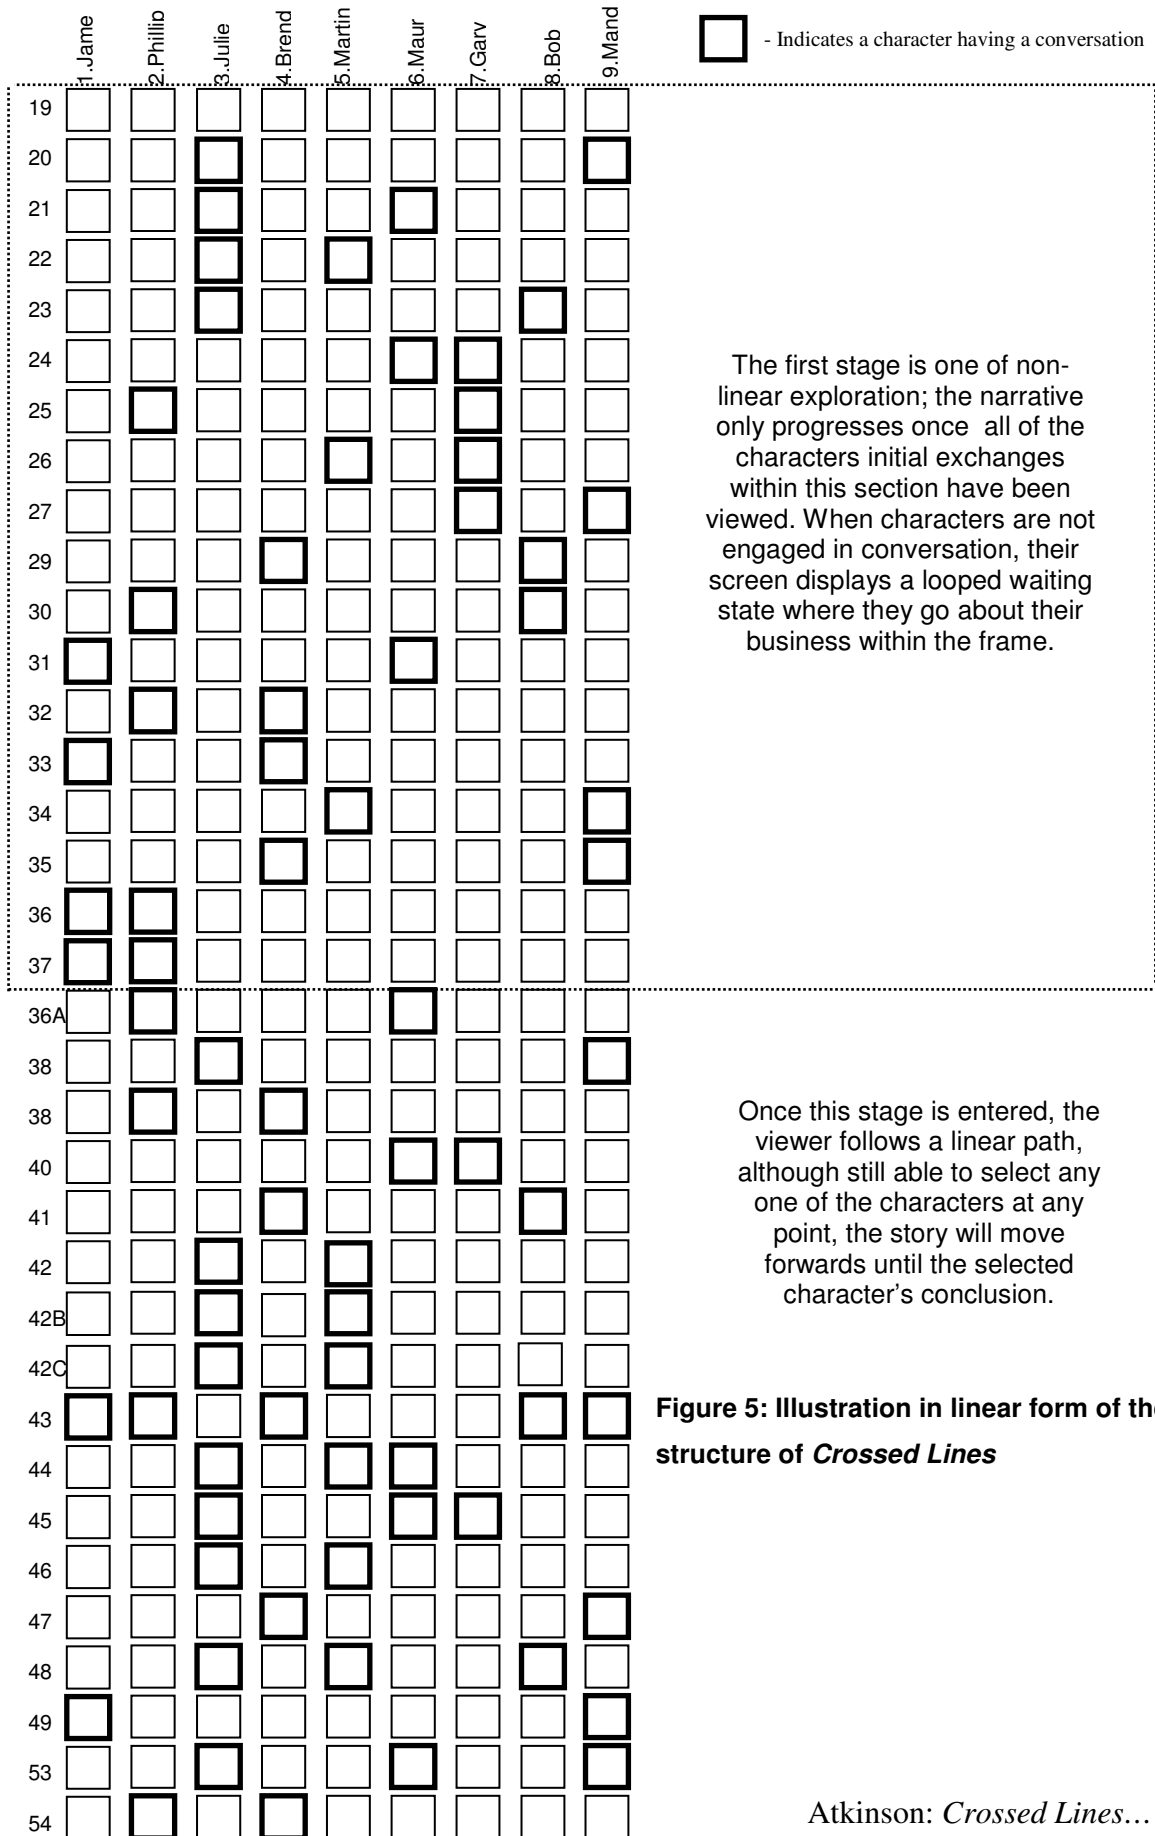 1.Jame
2.Phillip
3.Julie
4.Brend
5.Martin
6.Maur
7.Gary
8.Bob
9.Mand
- Indicates a character having a conversation
19
20
21
22
23
24
25
26
27
29
30
31
32
33
34
35
36
37
36A
38
38
40
41
42
42B
42C
43
44
45
46
47
48
49
53
54
The first stage is one of non-
linear exploration; the narrative
only progresses once all of the
characters initial exchanges
within this section have been
viewed. When characters are not
engaged in conversation, their
screen displays a looped waiting
state where they go about their
business within the frame.
Once this stage is entered, the
viewer follows a linear path,
although still able to select any
one of the characters at any
point, the story will move
forwards until the selected
character’s conclusion.
Figure 5: Illustration in linear form of the
structure of Crossed Lines
Atkinson: Crossed Lines…